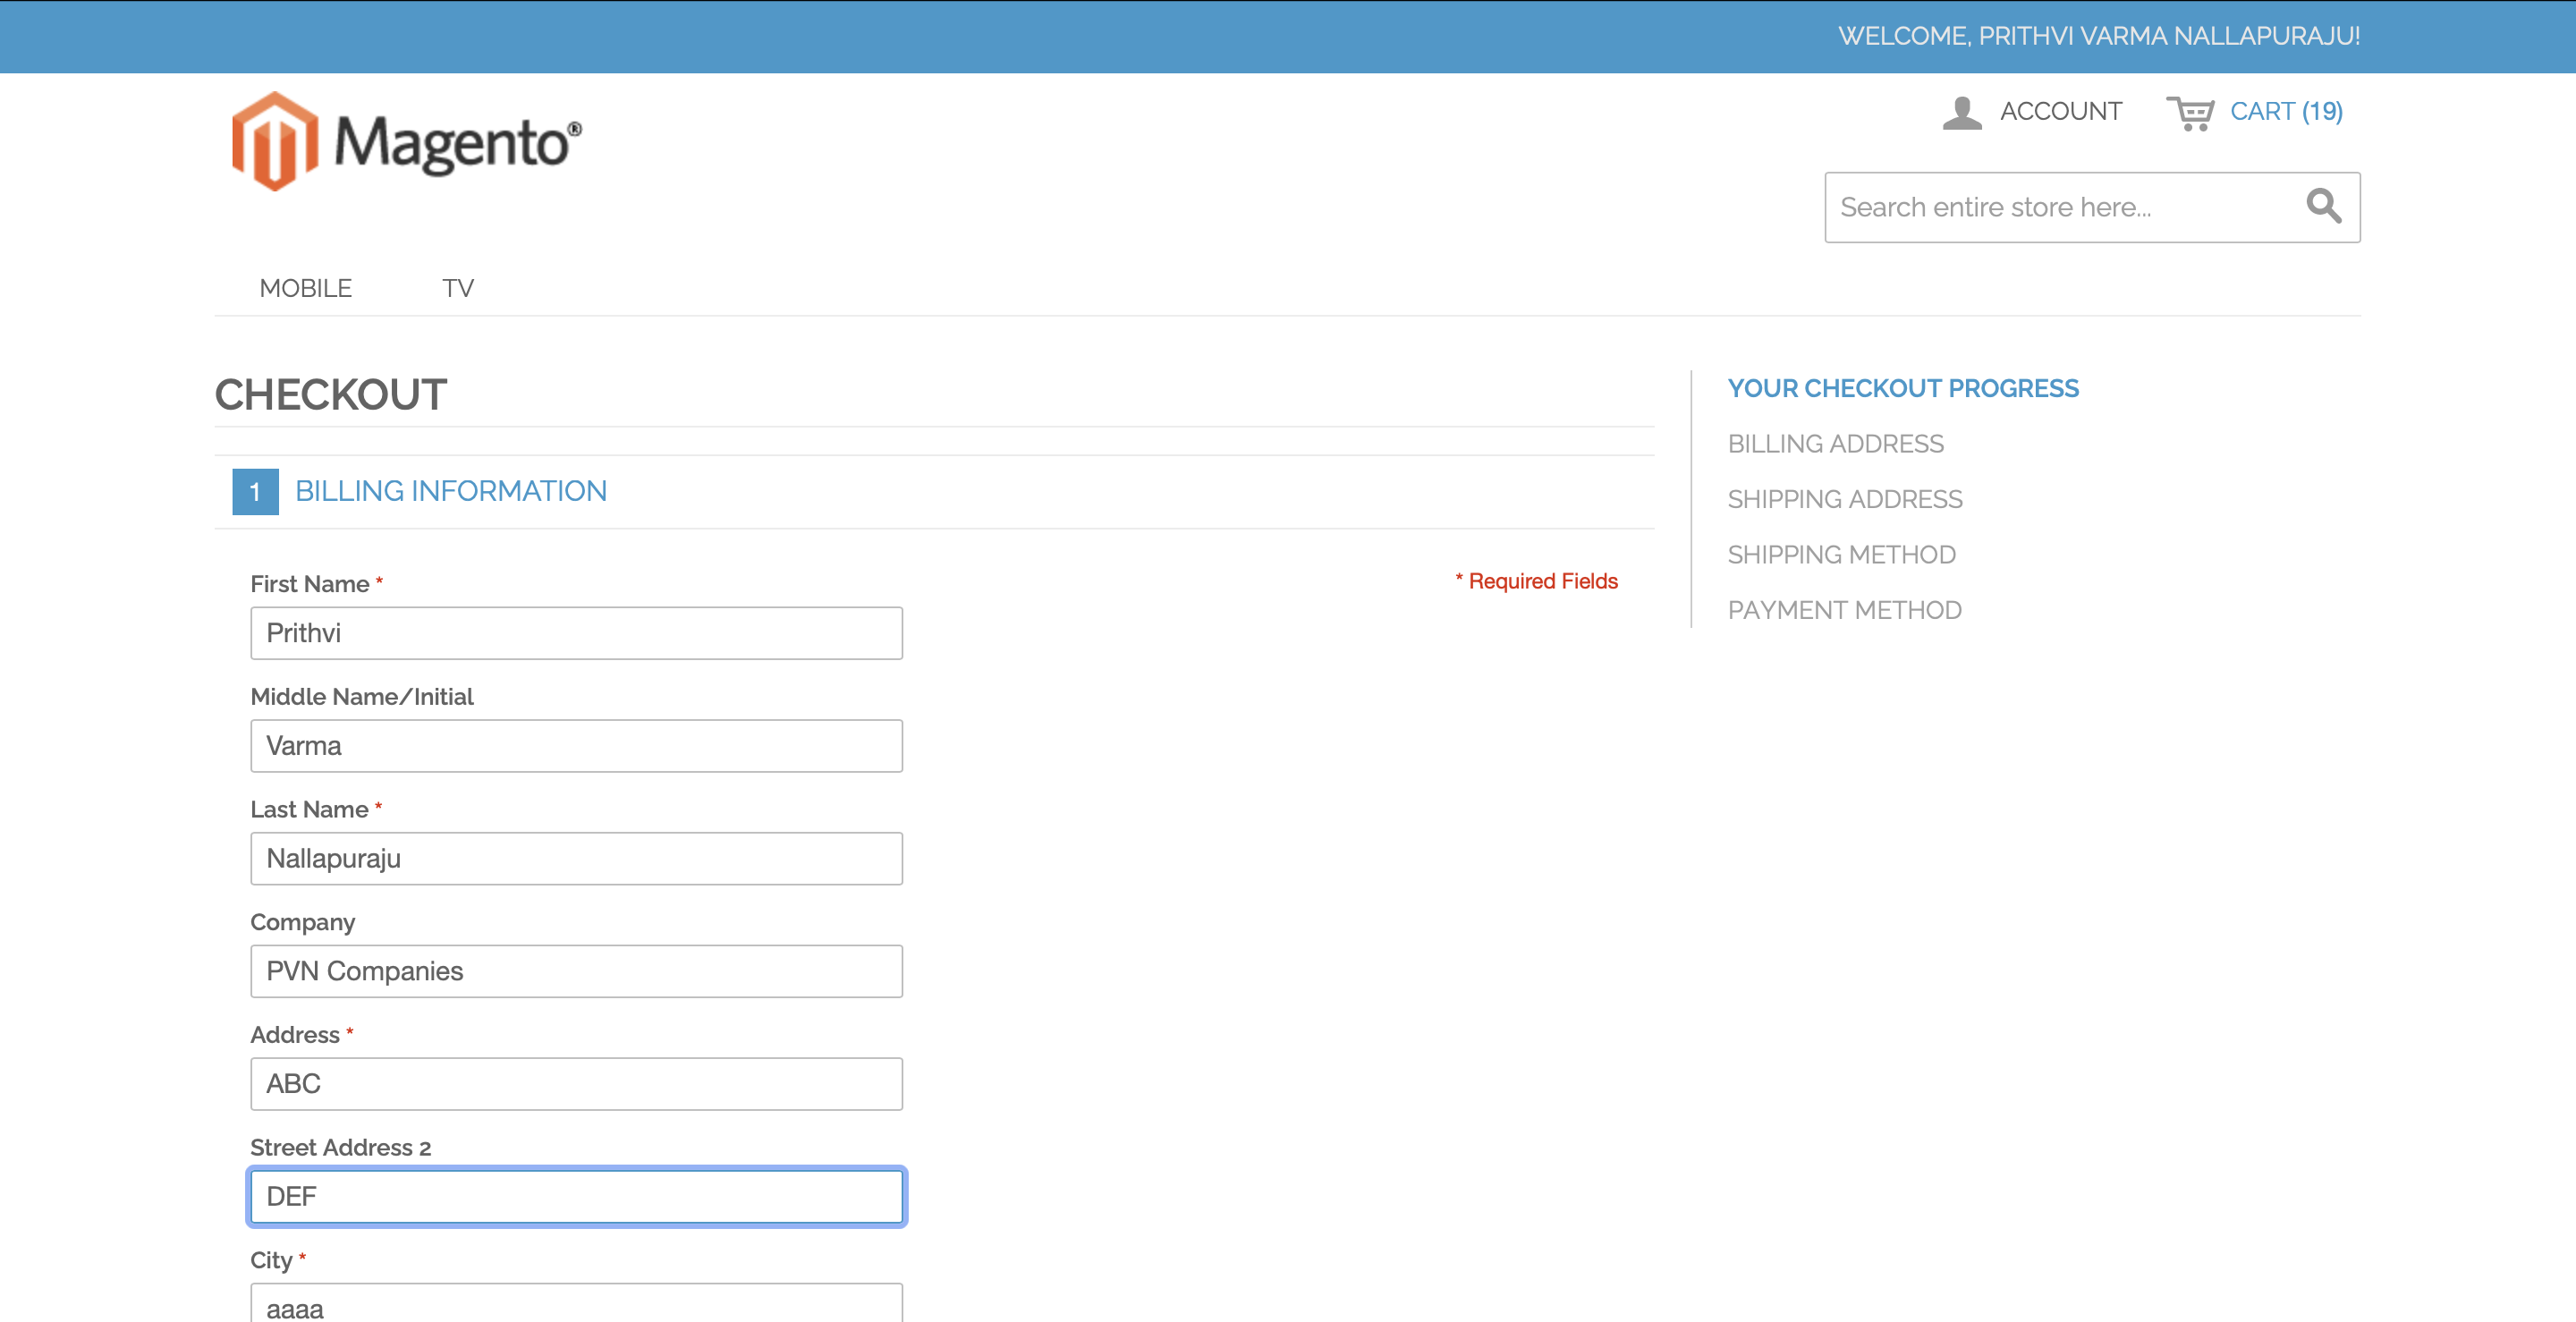 WELCOME, PRITHVI VARMA NALLAPURAJU!
Magento®
ACCOUNT
CART (19)
Search entire store here...
MOBILE
TV
CHECKOUT
1 BILLING INFORMATION
* Required Fields
First Name *
Prithvi
Middle Name/Initial
Varma
Last Name *
Nallapuraju
Company
PVN Companies
Address *
ABC
Street Address 2
DEF
City *
aaaa
YOUR CHECKOUT PROGRESS
BILLING ADDRESS
SHIPPING ADDRESS
SHIPPING METHOD
PAYMENT METHOD